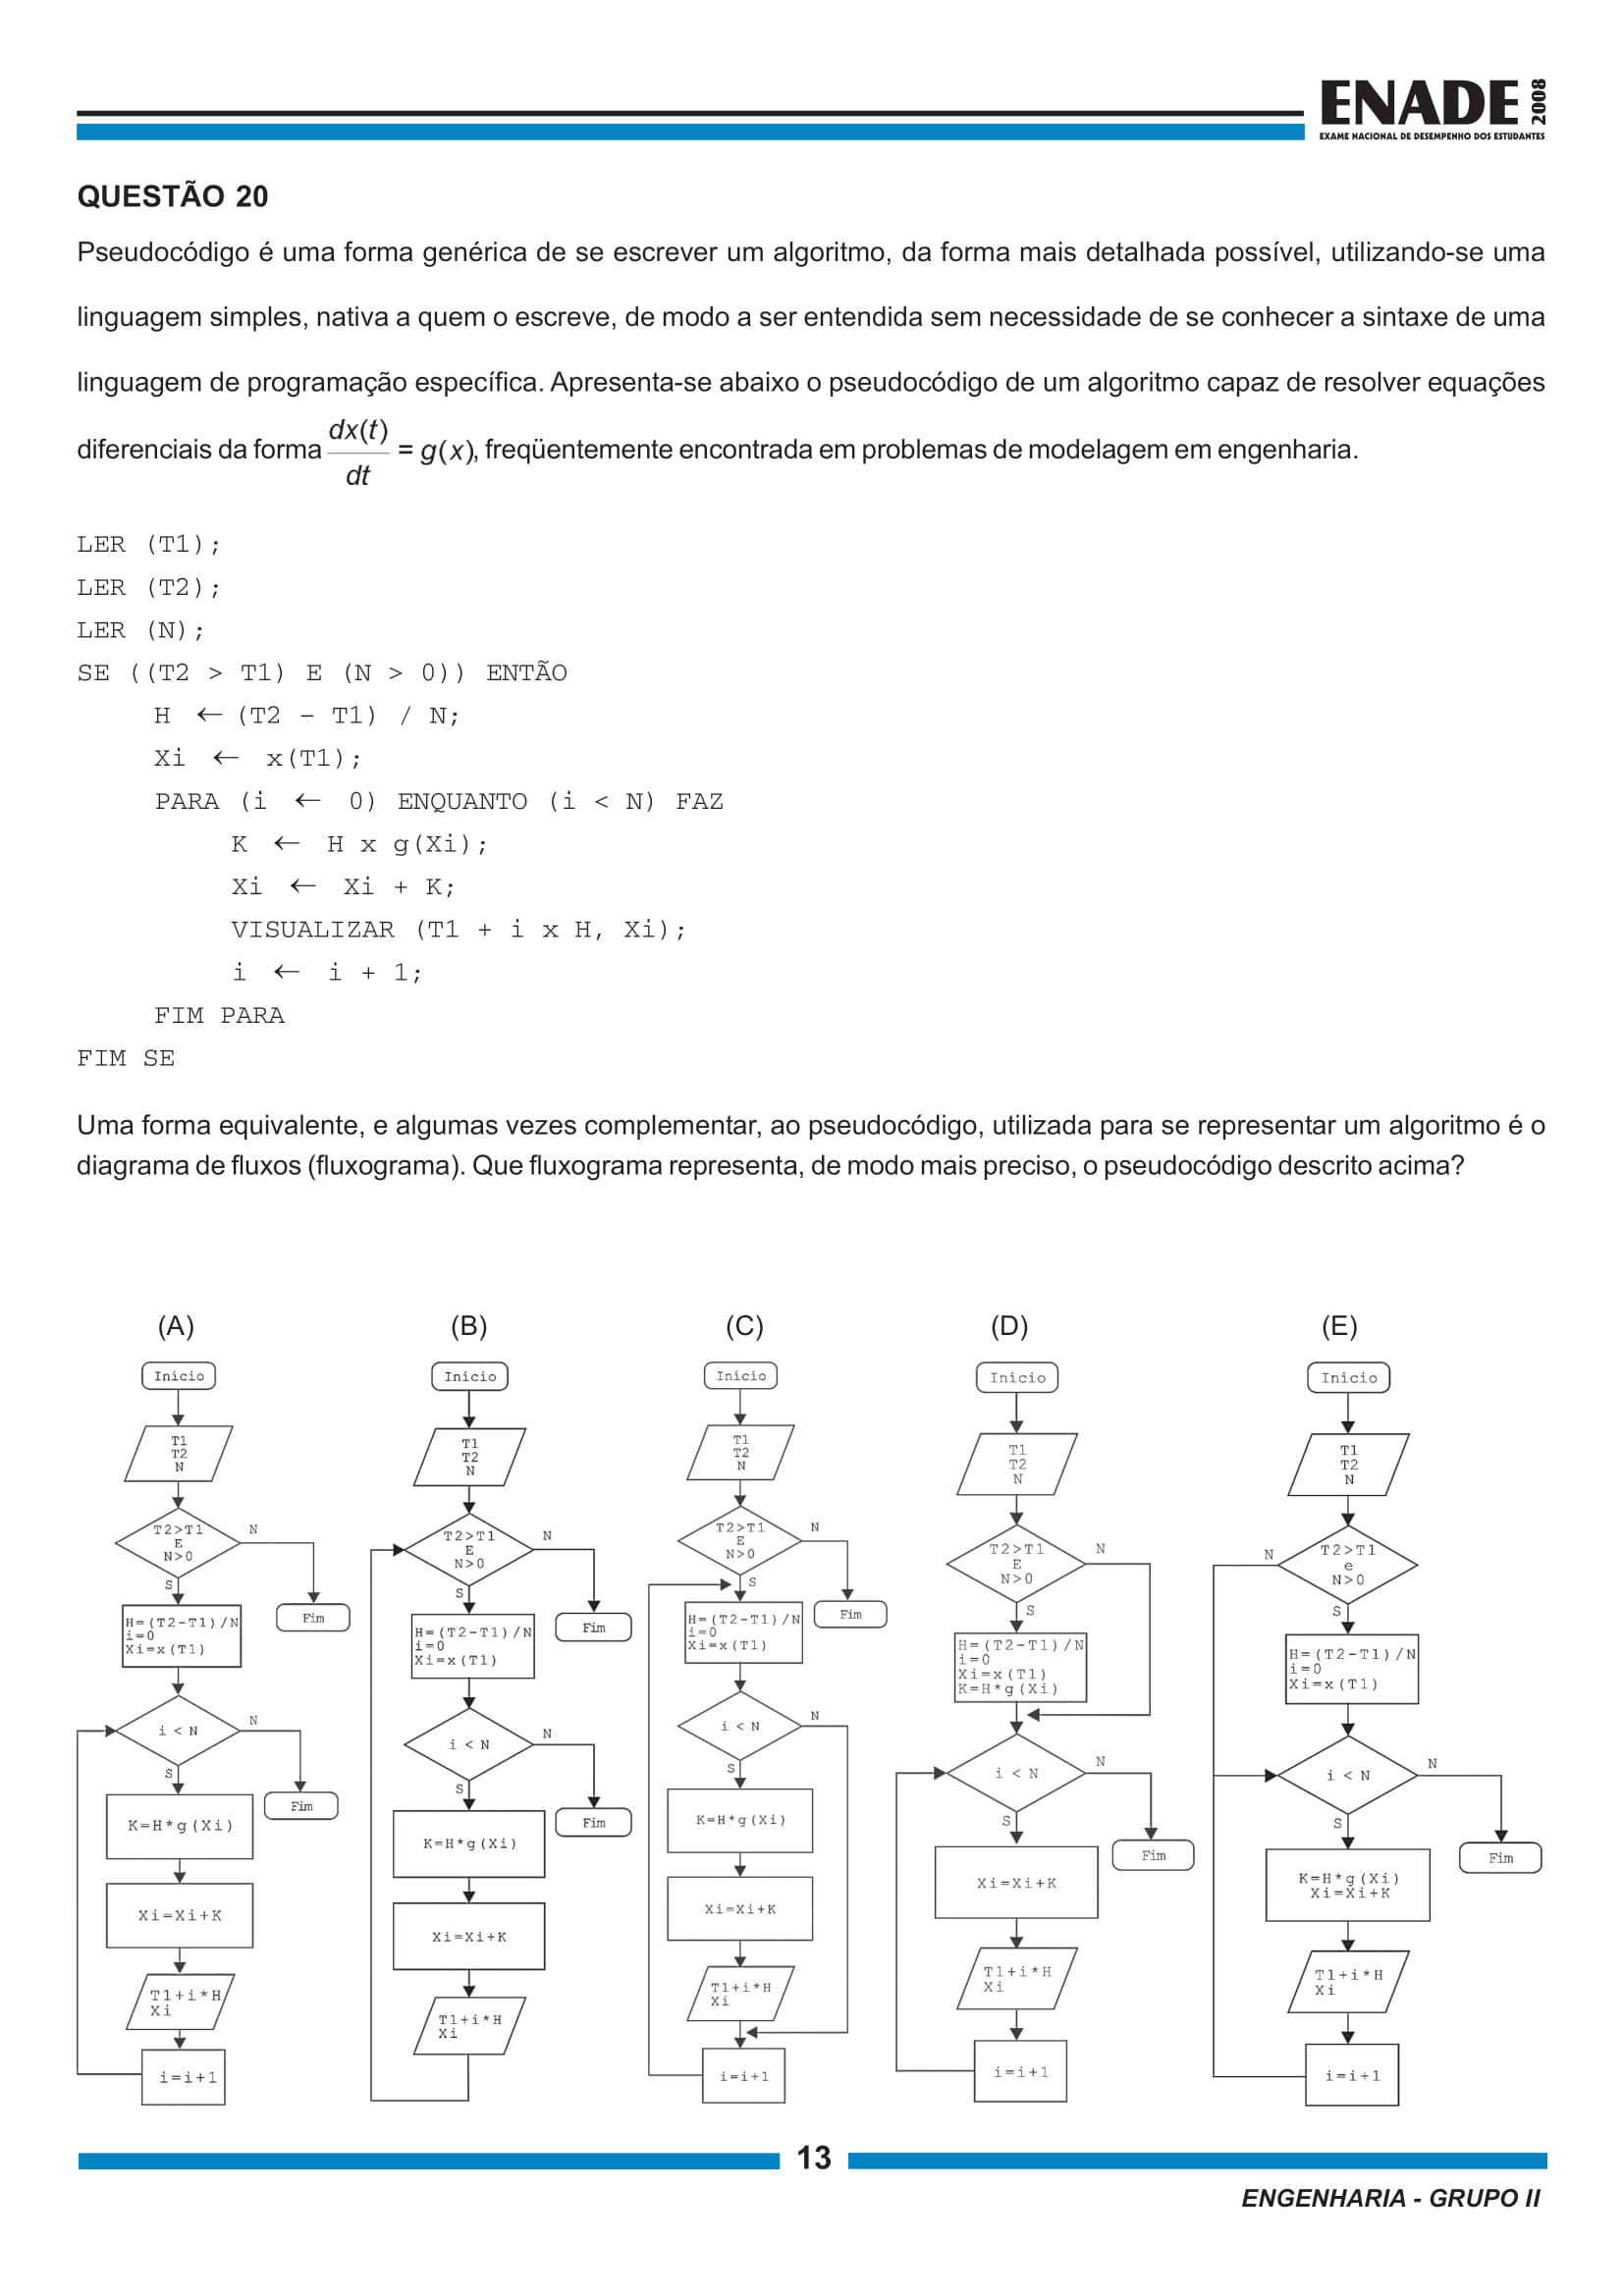 ENADE 2008
EXAME NACIONAL DE DESEMPENHO DOS ESTUDANTES
QUESTÃO 20
Pseudocódigo é uma forma genérica de se escrever um algoritmo, da forma mais detalhada possível, utilizando-se uma
linguagem simples, nativa a quem o escreve, de modo a ser entendida sem necessidade de se conhecer a sintaxe de uma
linguagem de programação específica. Apresenta-se abaixo o pseudocódigo de um algoritmo capaz de resolver equações
diferenciais da forma dx(t)/dt = g(x), freqüentemente encontrada em problemas de modelagem em engenharia.
LER (T1);
LER (T2);
LER (N);
SE ((T2 > T1) E (N > 0)) ENTÃO
H ← (T2 – T1) / N;
Xi ← x(T1);
PARA (i ← 0) ENQUANTO (i < N) FAZ
K ← H x g(Xi);
Xi ← Xi + K;
VISUALIZAR (T1 + i x H, Xi);
i ← i + 1;
FIM PARA
FIM SE
Uma forma equivalente, e algumas vezes complementar, ao pseudocódigo, utilizada para se representar um algoritmo é o
diagrama de fluxos (fluxograma). Que fluxograma representa, de modo mais preciso, o pseudocódigo descrito acima?
(A)
Início
T1
T2
N
T2>T1
E
N>0
N
S
Fim
H=(T2-T1)/N
i=0
Xi=x(T1)
i < N
N
S
Fim
K=H*g(Xi)
Xi=Xi+K
T1+i*H
Xi
i=i+1
(B)
Início
T1
T2
N
T2>T1
E
N>0
N
S
Fim
H=(T2-T1)/N
i=0
Xi=x(T1)
i < N
N
S
Fim
K=H*g(Xi)
Xi=Xi+K
T1+i*H
Xi
(C)
Início
T1
T2
N
T2>T1
E
N>0
N
S
Fim
H=(T2-T1)/N
i=0
Xi=x(T1)
i < N
N
S
K=H*g(Xi)
Xi=Xi+K
T1+i*H
Xi
i=i+1
(D)
Início
T1
T2
N
T2>T1
E
N>0
N
S
H=(T2-T1)/N
i=0
Xi=x(T1)
K=H*g(Xi)
i < N
N
S
Fim
Xi=Xi+K
T1+i*H
Xi
i=i+1
(E)
Início
T1
T2
N
T2>T1
e
N>0
N
S
H=(T2-T1)/N
i=0
Xi=x(T1)
i < N
N
S
Fim
K=H*g(Xi)
Xi=Xi+K
T1+i*H
Xi
i=i+1
13
ENGENHARIA - GRUPO II